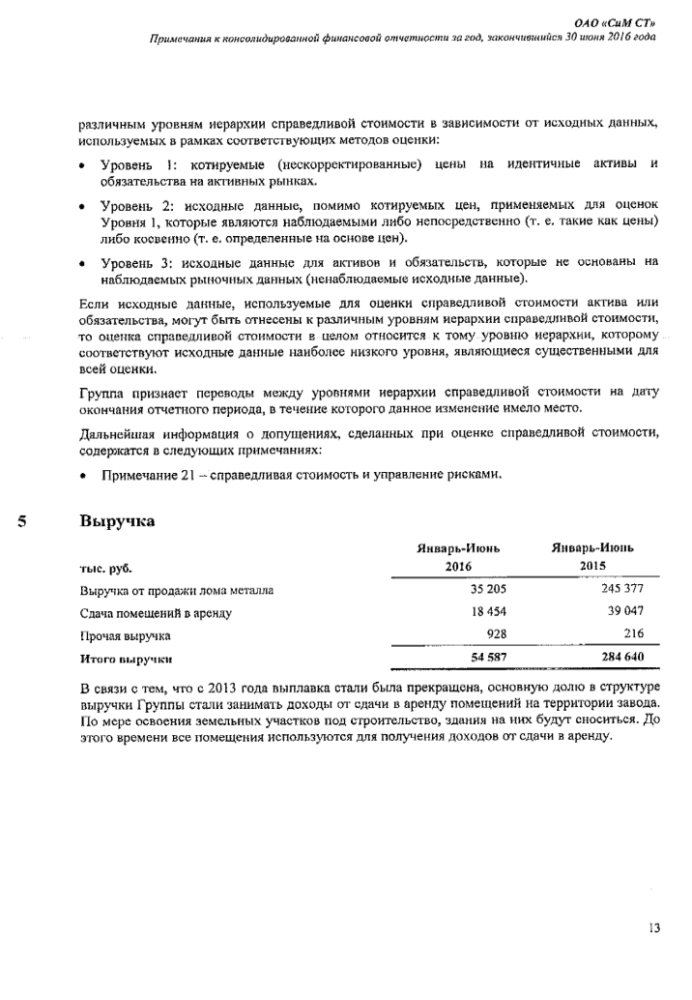 ОАО «СиМ СТ»
Примечания к консолидированной финансовой отчетности за год, закончившийся 30 июня 2016 года
различным уровням иерархии справедливой стоимости в зависимости от исходных данных,
используемых в рамках соответствующих методов оценки:
• Уровень 1: котируемые (нескорректированные) цены на идентичные активы и
обязательства на активных рынках.
• Уровень 2: исходные данные, помимо котируемых цен, применяемых для оценок
Уровня 1, которые являются наблюдаемыми либо непосредственно (т. е. такие как цены)
либо косвенно (т. е. определенные на основе цен).
• Уровень 3: исходные данные для активов и обязательств, которые не основаны на
наблюдаемых рыночных данных (ненаблюдаемые исходные данные).
Если исходные данные, используемые для оценки справедливой стоимости актива или
обязательства, могут быть отнесены к различным уровням иерархии справедливой стоимости,
то оценка справедливой стоимости в целом относится к тому уровню иерархии, которому
соответствуют исходные данные наиболее низкого уровня, являющиеся существенными для
всей оценки.
Группа признает переводы между уровнями иерархии справедливой стоимости на дату
окончания отчетного периода, в течение которого данное изменение имело место.
Дальнейшая информация о допущениях, сделанных при оценке справедливой стоимости,
содержатся в следующих примечаниях:
• Примечание 21 – справедливая стоимость и управление рисками.
5 Выручка
Январь-Июнь Январь-Июнь
тыс. руб. 2016 2015
Выручка от продажи лома металла 35 205 245 377
Сдача помещений в аренду 18 454 39 047
Прочая выручка 928 216
Итого выручки 54 587 284 640
В связи с тем, что с 2013 года выплавка стали была прекращена, основную долю в структуре
выручки Группы стали занимать доходы от сдачи в аренду помещений на территории завода.
По мере освоения земельных участков под строительство, здания на них будут сноситься. До
этого времени все помещения используются для получения доходов от сдачи в аренду.
13